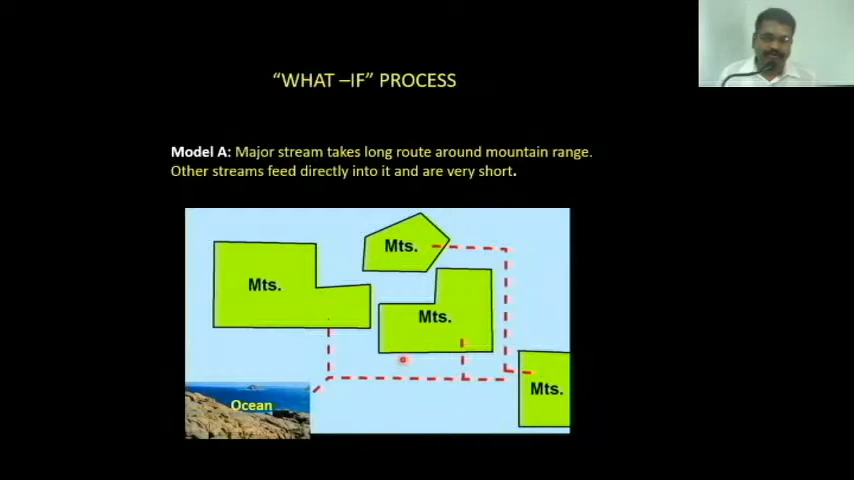 “WHAT –IF” PROCESS
Model A: Major stream takes long route around mountain range.
Other streams feed directly into it and are very short.
Mts.
Mts.
Mts.
Mts.
Ocean